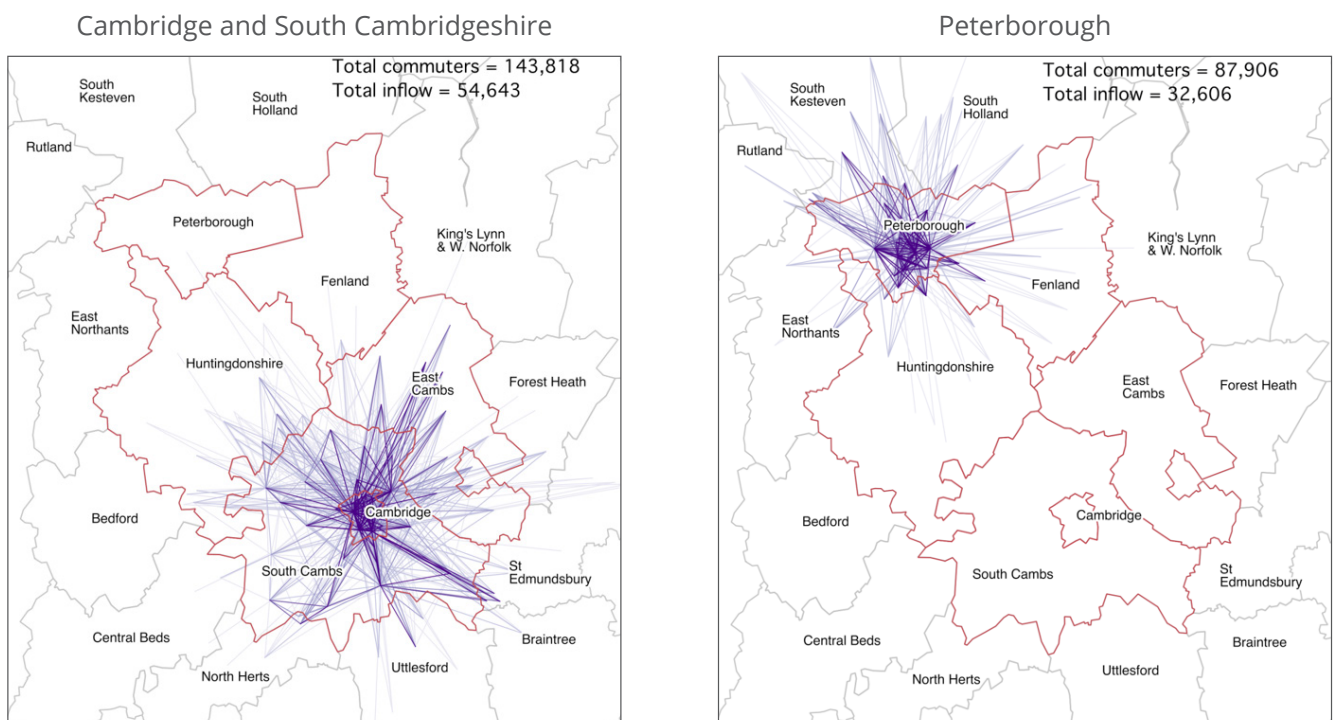 Cambridge and South Cambridgeshire
Total commuters = 143,818
Total inflow = 54,643
South
Kesteven
South
Holland
Rutland
Peterborough
King's Lynn
& W. Norfolk
Fenland
East
Northants
Huntingdonshire
East
Cambs
Forest Heath
Cambridge
Bedford
South Cambs
St
Edmundsbury
Central Beds
Braintree
North Herts
Uttlesford
Peterborough
Total commuters = 87,906
Total inflow = 32,606
South
Kesteven
South
Holland
Rutland
Peterborough
King's Lynn
& W. Norfolk
Fenland
East
Northants
Huntingdonshire
East
Cambs
Forest Heath
Cambridge
Bedford
South Cambs
St
Edmundsbury
Central Beds
Braintree
North Herts
Uttlesford